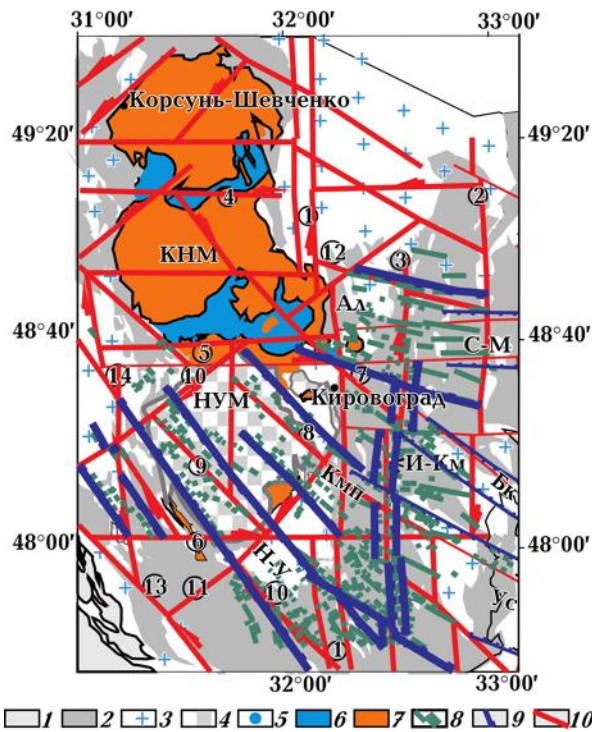 31°00′ 32°00′ 33°00′
Корсунь-Шевченко
49°20′ 49°20′
4 2
1
КНМ 12 3
Ал
48°40′ 48°40′
5 С-М
14 10 7
НУМ Кировоград
8
9 И-Км
Кмп Бк
48°00′ 48°00′
6
Н-У
13 11 10 Ус
1
32°00′ 33°00′
1 2 3 4 5 6 7 8 9 10